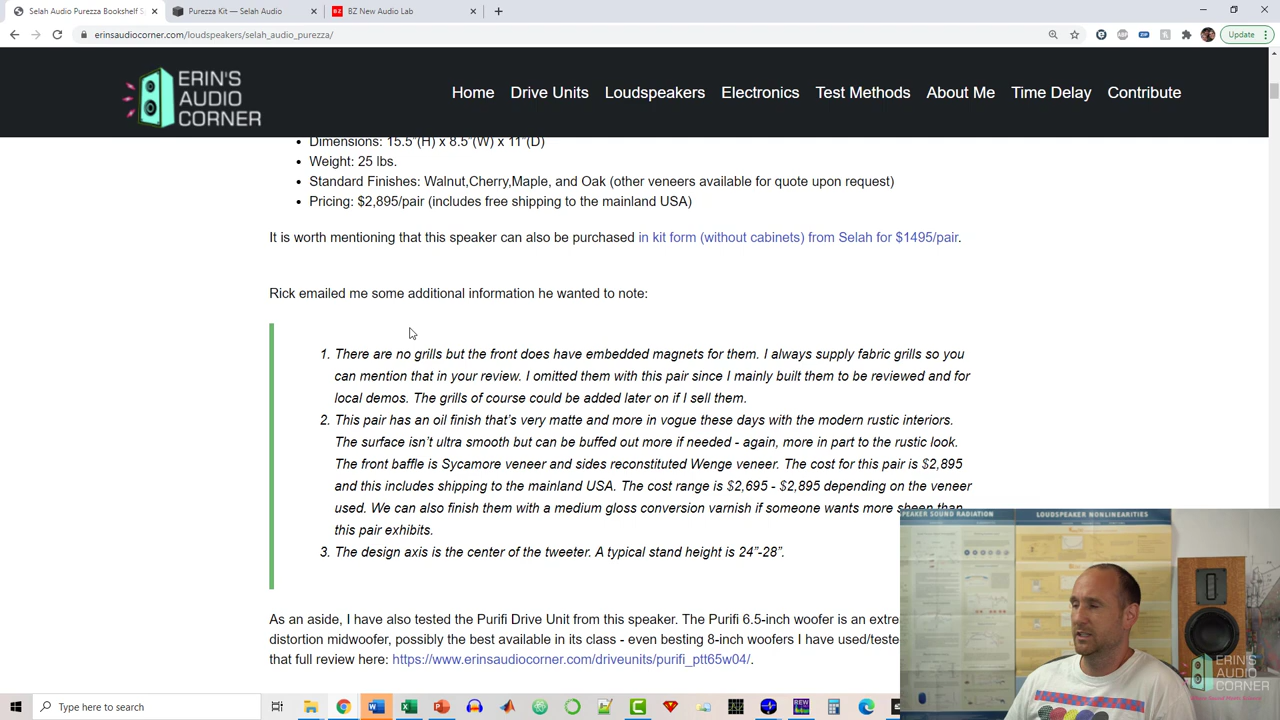 Selah Audio Purezza Bookshelf S
Purezza Kit — Selah Audio
BZ BZ New Audio Lab
erinsaudiocorner.com/loudspeakers/selah_audio_purezza/
Update
ERIN'S
AUDIO
CORNER
Home Drive Units Loudspeakers Electronics Test Methods About Me Time Delay Contribute
Dimensions: 15.5"(H) x 8.5"(W) x 11"(D)
Weight: 25 lbs.
Standard Finishes: Walnut,Cherry,Maple, and Oak (other veneers available for quote upon request)
Pricing: $2,895/pair (includes free shipping to the mainland USA)
It is worth mentioning that this speaker can also be purchased in kit form (without cabinets) from Selah for $1495/pair.
Rick emailed me some additional information he wanted to note:
1. There are no grills but the front does have embedded magnets for them. I always supply fabric grills so you
can mention that in your review. I omitted them with this pair since I mainly built them to be reviewed and for
local demos. The grills of course could be added later on if I sell them.
2. This pair has an oil finish that's very matte and more in vogue these days with the modern rustic interiors.
The surface isn't ultra smooth but can be buffed out more if needed - again, more in part to the rustic look.
The front baffle is Sycamore veneer and sides reconstituted Wenge veneer. The cost for this pair is $2,895
and this includes shipping to the mainland USA. The cost range is $2,695 - $2,895 depending on the veneer
used. We can also finish them with a medium gloss conversion varnish if someone wants more sheen than
this pair exhibits.
3. The design axis is the center of the tweeter. A typical stand height is 24"-28".
As an aside, I have also tested the Purifi Drive Unit from this speaker. The Purifi 6.5-inch woofer is an extre
distortion midwoofer, possibly the best available in its class - even besting 8-inch woofers I have used/teste
that full review here: https://www.erinsaudiocorner.com/driveunits/purifi_ptt65w04/.
SPEAKER SOUND RADIATION
LOUDSPEAKER NONLINEARITIES
ERIN'S
AUDIO
CORNER
Type here to search
REW